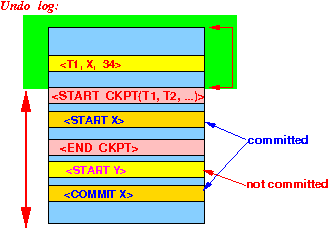 Undo log:
<T1, X, 34>
<START CKPT(T1, T2, ...)>
<START X>
committed
<END CKPT>
<START Y>
not committed
<COMMIT X>